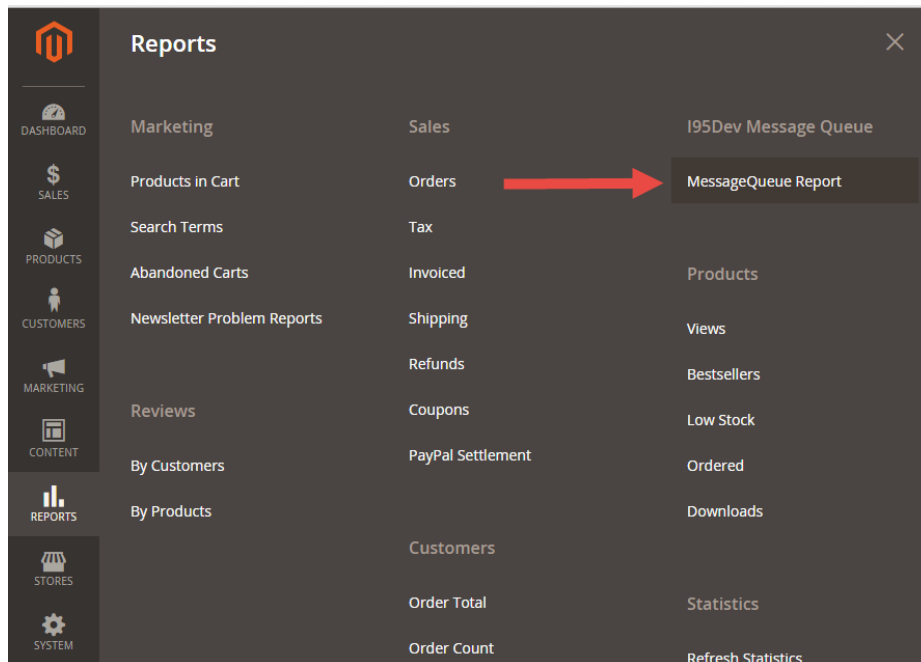 Reports
DASHBOARD
SALES
PRODUCTS
CUSTOMERS
MARKETING
CONTENT
REPORTS
STORES
SYSTEM
Marketing
Products in Cart
Search Terms
Abandoned Carts
Newsletter Problem Reports
Reviews
By Customers
By Products
Sales
Orders
Tax
Invoiced
Shipping
Refunds
Coupons
PayPal Settlement
Customers
Order Total
Order Count
I95Dev Message Queue
MessageQueue Report
Products
Views
Bestsellers
Low Stock
Ordered
Downloads
Statistics
Refresh Statistics